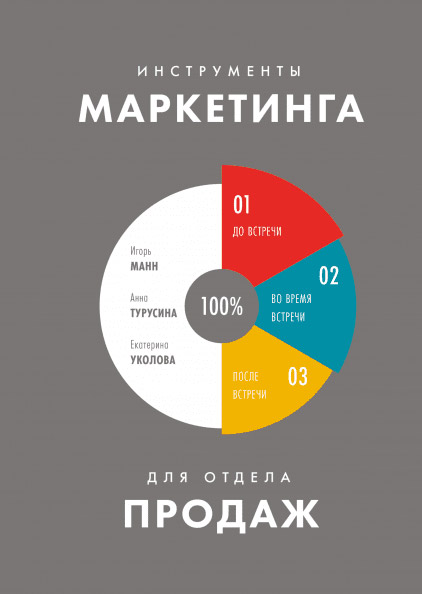 ИНСТРУМЕНТЫ
МАРКЕТИНГА
01
ДО ВСТРЕЧИ
Игорь
МАНН
Анна
ТУРУСИНА
Екатерина
УКОЛОВА
100%
02
ВО ВРЕМЯ
ВСТРЕЧИ
03
ПОСЛЕ
ВСТРЕЧИ
ДЛЯ ОТДЕЛА
ПРОДАЖ